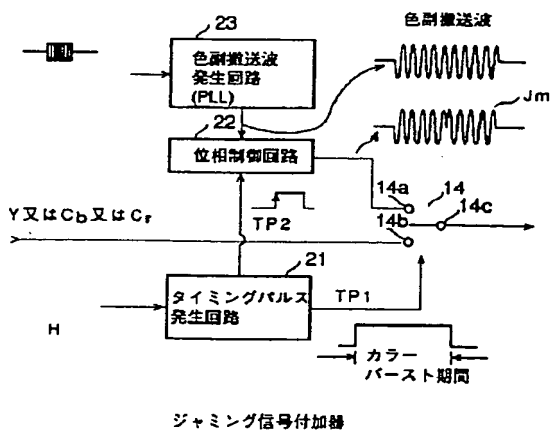 色副搬送波
23
色副搬送波
発生回路
(PLL)
22
Jm
位相制御回路
14a
14
14c
14b
Y又はCb又はCr
TP2
21
タイミングパルス
発生回路
TP1
H
カラー
バースト期間
ジャミング信号付加器